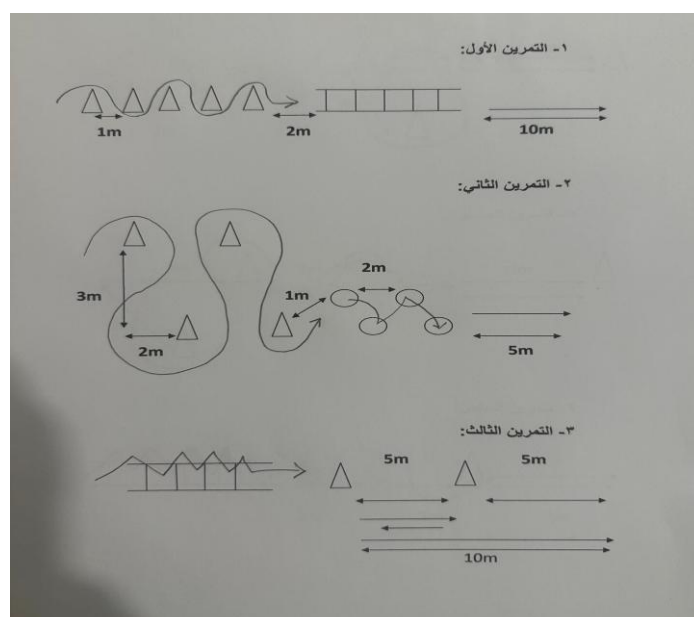 ١- التمرين الأول:
1m
2m
10m
٢- التمرين الثاني:
3m
2m
1m
2m
5m
٣- التمرين الثالث:
5m
5m
10m